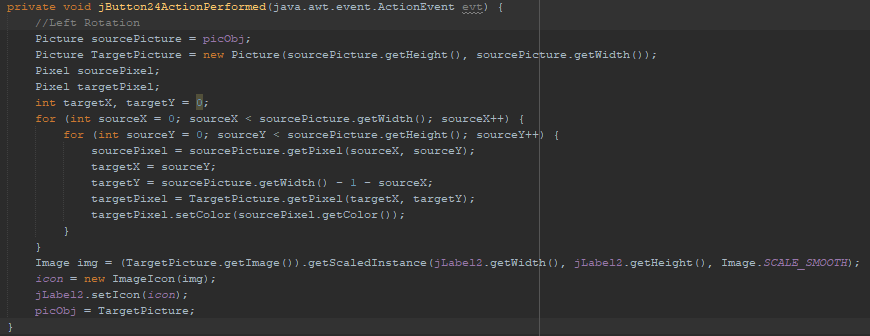 private void jButton24ActionPerformed(java.awt.event.ActionEvent evt) {
//Left Rotation
Picture sourcePicture = picObj;
Picture TargetPicture = new Picture(sourcePicture.getHeight(), sourcePicture.getWidth());
Pixel sourcePixel;
Pixel targetPixel;
int targetX, targetY = 0;
for (int sourceX = 0; sourceX < sourcePicture.getWidth(); sourceX++) {
for (int sourceY = 0; sourceY < sourcePicture.getHeight(); sourceY++) {
sourcePixel = sourcePicture.getPixel(sourceX, sourceY);
targetX = sourceY;
targetY = sourcePicture.getWidth() - 1 - sourceX;
targetPixel = TargetPicture.getPixel(targetX, targetY);
targetPixel.setColor(sourcePixel.getColor());
}
}
Image img = (TargetPicture.getImage()).getScaledInstance(jLabel2.getWidth(), jLabel2.getHeight(), Image.SCALE_SMOOTH);
icon = new ImageIcon(img);
jLabel2.setIcon(icon);
picObj = TargetPicture;
}